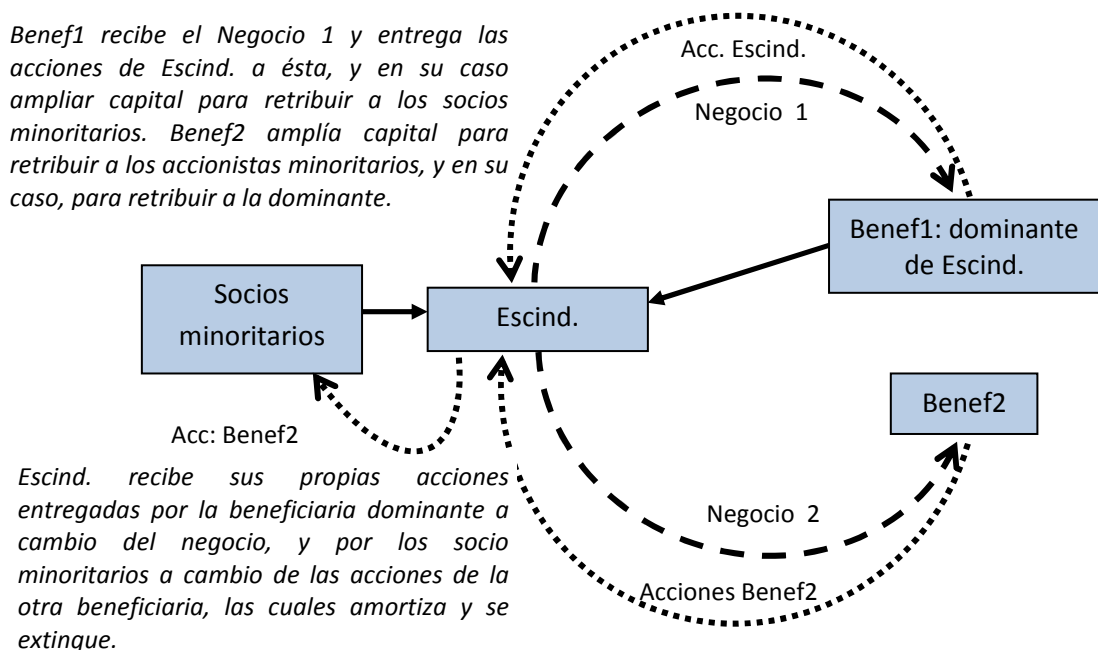 Benef1 recibe el Negocio 1 y entrega las
acciones de Escind. a ésta, y en su caso
ampliar capital para retribuir a los socios
minoritarios. Benef2 amplía capital para
retribuir a los accionistas minoritarios, y en su
caso, para retribuir a la dominante.
Acc. Escind.
Negocio 1
Benef1: dominante
de Escind.
Socios
minoritarios
Escind.
Benef2
Acc: Benef2
Escind. recibe sus propias acciones
entregadas por la beneficiaria dominante a
cambio del negocio, y por los socio
minoritarios a cambio de las acciones de la
otra beneficiaria, las cuales amortiza y se
extingue.
Negocio 2
Acciones Benef2